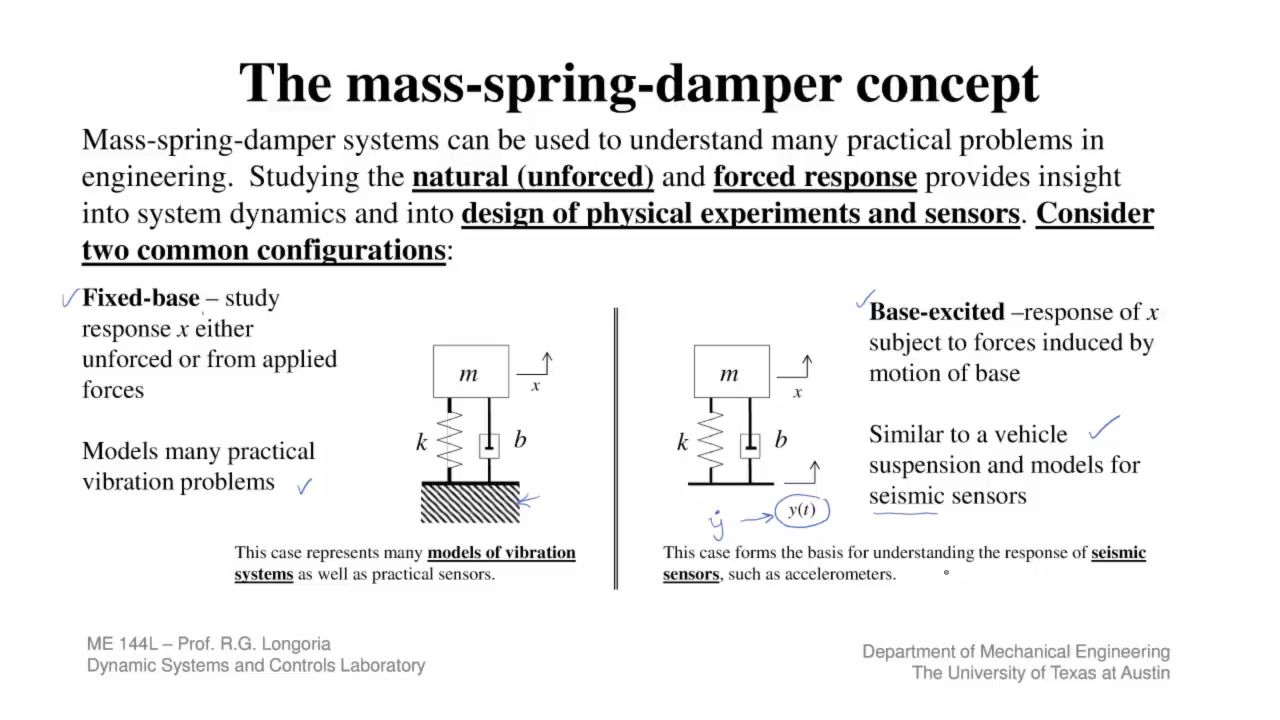 The mass-spring-damper concept
Mass-spring-damper systems can be used to understand many practical problems in
engineering. Studying the natural (unforced) and forced response provides insight
into system dynamics and into design of physical experiments and sensors. Consider
two common configurations:
Fixed-base – study
response x either
unforced or from applied
forces
Models many practical
vibration problems
m
x
k
b
This case represents many models of vibration
systems as well as practical sensors.
m
x
k
b
y(t)
ẏ
Base-excited –response of x
subject to forces induced by
motion of base
Similar to a vehicle
suspension and models for
seismic sensors
This case forms the basis for understanding the response of seismic
sensors, such as accelerometers.
ME 144L – Prof. R.G. Longoria
Dynamic Systems and Controls Laboratory
Department of Mechanical Engineering
The University of Texas at Austin